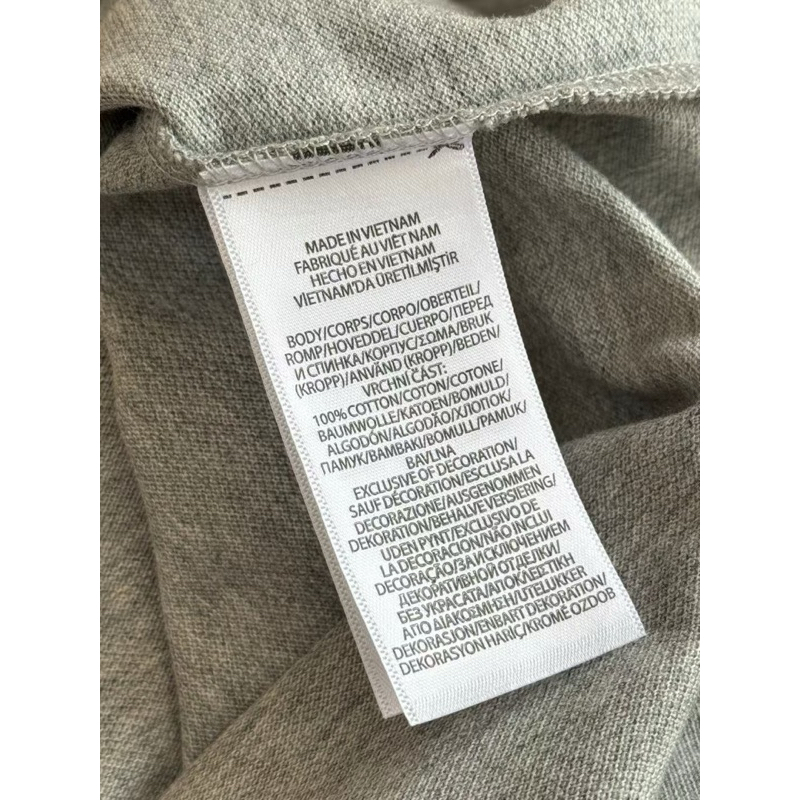 MADE IN VIETNAM
FABRIQUÉ AU VIÊT NAM
HECHO EN VIETNAM
VIETNAM'DA ÜRETİLMİŞTİR
BODY/CORPS/CORPO/OBERTEIL/
ROMP/HOVEDDEL/CUERPO/ПЕРЕД
И СПИНКА/КОРПУС/ΣΩΜΑ/BRUK
(KROPP)/ANVÄND (KROPP)/BEDEN/
VRCHNÍ ČÁST:
100% COTTON/COTON/COTONE/
BAUMWOLLE/KATOEN/BOMULD/
ALGODÓN/ALGODÃO/ХЛОПОК/
ПАМУК/ΒΑΜΒΑΚΙ/BOMULL/PAMUK/
BAVLNA
EXCLUSIVE OF DECORATION/
SAUF DÉCORATION/ESCLUSA LA
DECORAZIONE/AUSGENOMMEN
DEKORATION/BEHALVE VERSIERING/
UDEN PYNT/EXCLUSIVO DE
LA DECORACION/NÃO INCLUI
DECORAÇÃO/ЗА ИСКЛЮЧЕНИЕМ
ДЕКОРАТИВНОЙ ОТДЕЛКИ/
БЕЗ УКРАСАТА/ΑΠΟΚΛΕΙΣΤΙΚΗ
ΑΠΟ ΔΙΑΚΟΣΜΗΣΗ/UTELUKKER
DEKORASJON/ENBART DEKORATION/
DEKORASYON HARİÇ/KROMĚ OZDOB